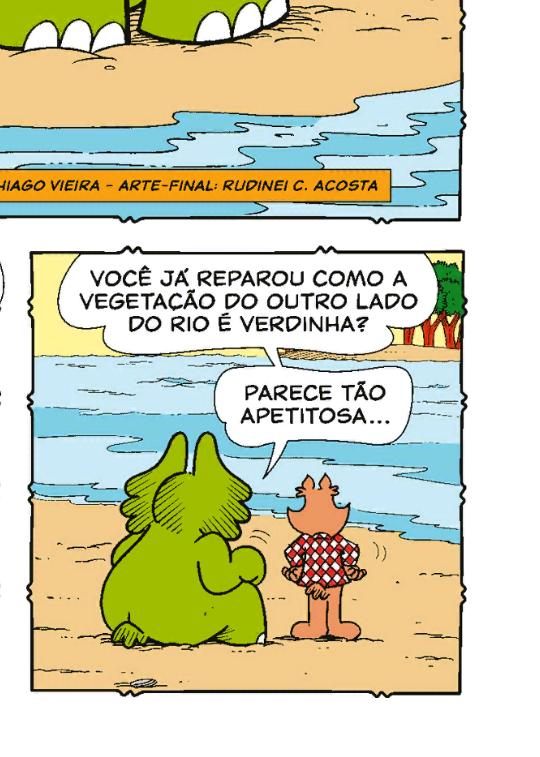 HIAGO VIEIRA - ARTE-FINAL: RUDINEI C. ACOSTA
VOCÊ JÁ REPAROU COMO A
VEGETAÇÃO DO OUTRO LADO
DO RIO É VERDINHA?
PARECE TÃO
APETITOSA...